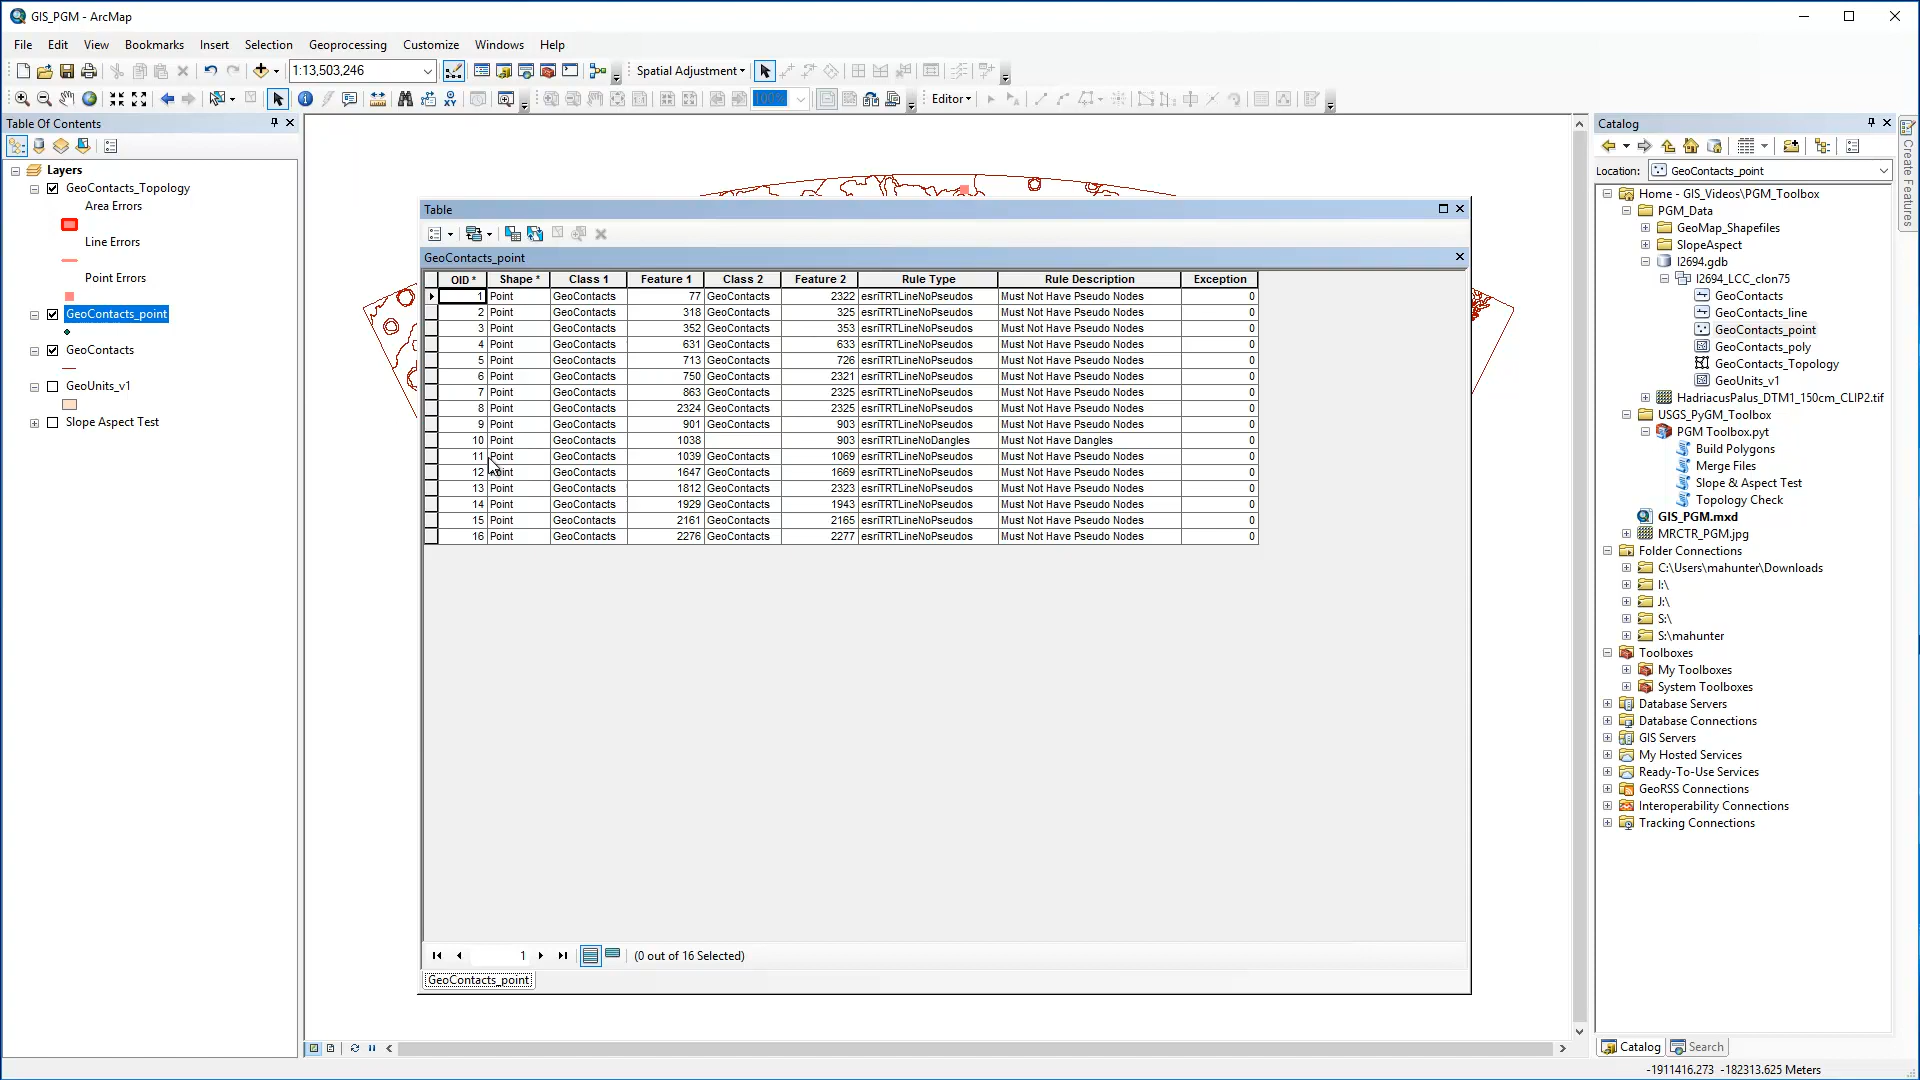 GIS_PGM - ArcMap
File Edit View Bookmarks Insert Selection Geoprocessing Customize Windows Help
1:13,503,246
Spatial Adjustment
100%
Editor
Table Of Contents
Layers
GeoContacts_Topology
Area Errors
Line Errors
Point Errors
GeoContacts_point
GeoContacts
GeoUnits_v1
Slope Aspect Test
Table
GeoContacts_point
OID * Shape * Class 1 Feature 1 Class 2 Feature 2 Rule Type Rule Description Exception
1 Point GeoContacts 77 GeoContacts 2322 esriTRTLineNoPseudos Must Not Have Pseudo Nodes 0
2 Point GeoContacts 318 GeoContacts 325 esriTRTLineNoPseudos Must Not Have Pseudo Nodes 0
3 Point GeoContacts 352 GeoContacts 353 esriTRTLineNoPseudos Must Not Have Pseudo Nodes 0
4 Point GeoContacts 631 GeoContacts 633 esriTRTLineNoPseudos Must Not Have Pseudo Nodes 0
5 Point GeoContacts 713 GeoContacts 726 esriTRTLineNoPseudos Must Not Have Pseudo Nodes 0
6 Point GeoContacts 750 GeoContacts 2321 esriTRTLineNoPseudos Must Not Have Pseudo Nodes 0
7 Point GeoContacts 863 GeoContacts 2325 esriTRTLineNoPseudos Must Not Have Pseudo Nodes 0
8 Point GeoContacts 2324 GeoContacts 2325 esriTRTLineNoPseudos Must Not Have Pseudo Nodes 0
9 Point GeoContacts 901 GeoContacts 903 esriTRTLineNoPseudos Must Not Have Pseudo Nodes 0
10 Point GeoContacts 1038 903 esriTRTLineNoDangles Must Not Have Dangles 0
11 Point GeoContacts 1039 GeoContacts 1069 esriTRTLineNoPseudos Must Not Have Pseudo Nodes 0
12 Point GeoContacts 1647 GeoContacts 1669 esriTRTLineNoPseudos Must Not Have Pseudo Nodes 0
13 Point GeoContacts 1812 GeoContacts 2323 esriTRTLineNoPseudos Must Not Have Pseudo Nodes 0
14 Point GeoContacts 1929 GeoContacts 1943 esriTRTLineNoPseudos Must Not Have Pseudo Nodes 0
15 Point GeoContacts 2161 GeoContacts 2165 esriTRTLineNoPseudos Must Not Have Pseudo Nodes 0
16 Point GeoContacts 2276 GeoContacts 2277 esriTRTLineNoPseudos Must Not Have Pseudo Nodes 0
1 (0 out of 16 Selected)
GeoContacts_point
Catalog
Location: GeoContacts_point
Home - GIS_Videos\PGM_Toolbox
PGM_Data
GeoMap_Shapefiles
SlopeAspect
I2694.gdb
I2694_LCC_clon75
GeoContacts
GeoContacts_line
GeoContacts_point
GeoContacts_poly
GeoContacts_Topology
GeoUnits_v1
HadriacusPalus_DTM1_150cm_CLIP2.tif
USGS_PyGM_Toolbox
PGM Toolbox.pyt
Build Polygons
Merge Files
Slope & Aspect Test
Topology Check
GIS_PGM.mxd
MRCTR_PGM.jpg
Folder Connections
C:\Users\mahunter\Downloads
I:\
J:\
S:\
S:\mahunter
Toolboxes
My Toolboxes
System Toolboxes
Database Servers
Database Connections
GIS Servers
My Hosted Services
Ready-To-Use Services
GeoRSS Connections
Interoperability Connections
Tracking Connections
Catalog Search
Create Features
-1911416.273 -182313.625 Meters